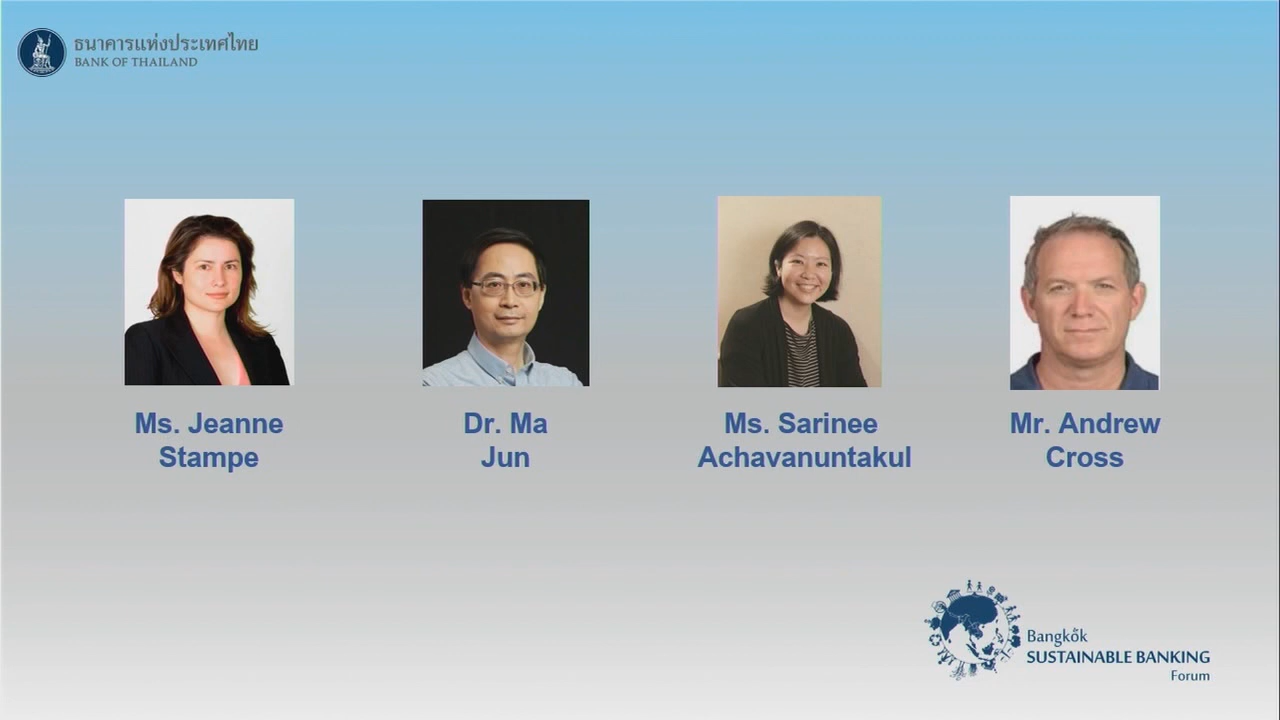 ธนาคารแห่งประเทศไทย
BANK OF THAILAND
Ms. Jeanne
Stampe
Dr. Ma
Jun
Ms. Sarinee
Achavanuntakul
Mr. Andrew
Cross
Bangkok
SUSTAINABLE BANKING
Forum